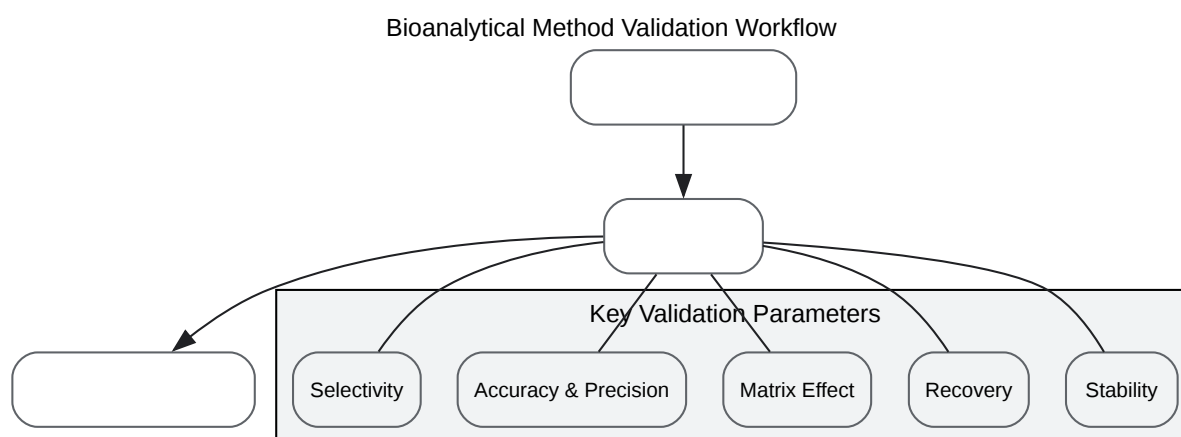 Bioanalytical Method Validation Workflow
Key Validation Parameters
Selectivity
Accuracy & Precision
Matrix Effect
Recovery
Stability